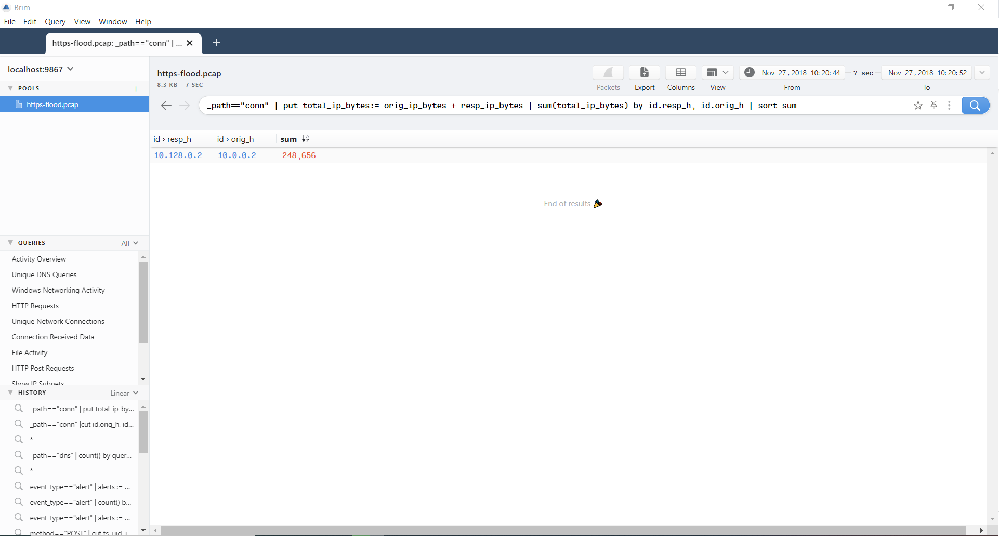 Brim
File Edit Query View Window Help
https-flood.pcap: _path=="conn" | ...
localhost:9867
POOLS
https-flood.pcap
QUERIES
All
Activity Overview
Unique DNS Queries
Windows Networking Activity
HTTP Requests
Unique Network Connections
Connection Received Data
File Activity
HTTP Post Requests
Show IP Subnets
HISTORY
Linear
_path=="conn" | put total_ip_by...
_path=="conn" |cut id.orig_h, id...
*
_path=="dns" | count() by quer...
*
event_type=="alert" | alerts := ...
event_type=="alert" | count() b...
event_type=="alert" | alerts := ...
method=="POST" | cut ts, uid, i...
https-flood.pcap
8.3 KB 7 SEC
Packets
Export
Columns
View
Nov 27, 2018 10:20:44
From
7 sec
Nov 27, 2018 10:20:52
To
_path=="conn" | put total_ip_bytes:= orig_ip_bytes + resp_ip_bytes | sum(total_ip_bytes) by id.resp_h, id.orig_h | sort sum
id › resp_h id › orig_h sum
10.128.0.2 10.0.0.2 248,656
End of results